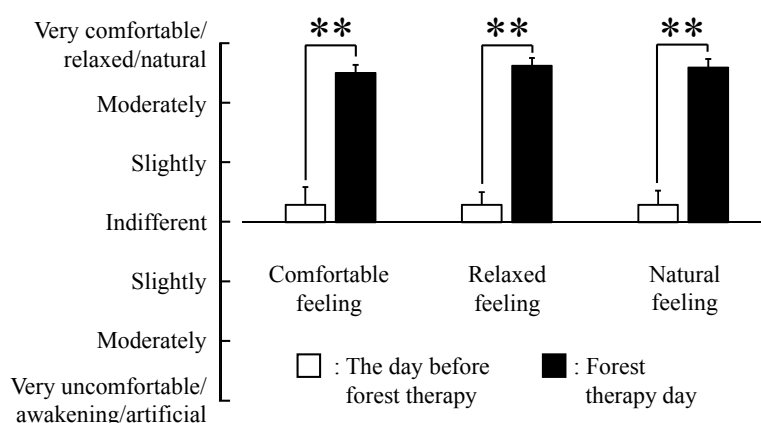 Very comfortable/
relaxed/natural
Moderately
Slightly
Indifferent
Slightly
Moderately
Very uncomfortable/
awakening/artificial
** ** **
Comfortable
feeling
Relaxed
feeling
Natural
feeling
: The day before
forest therapy
: Forest
therapy day